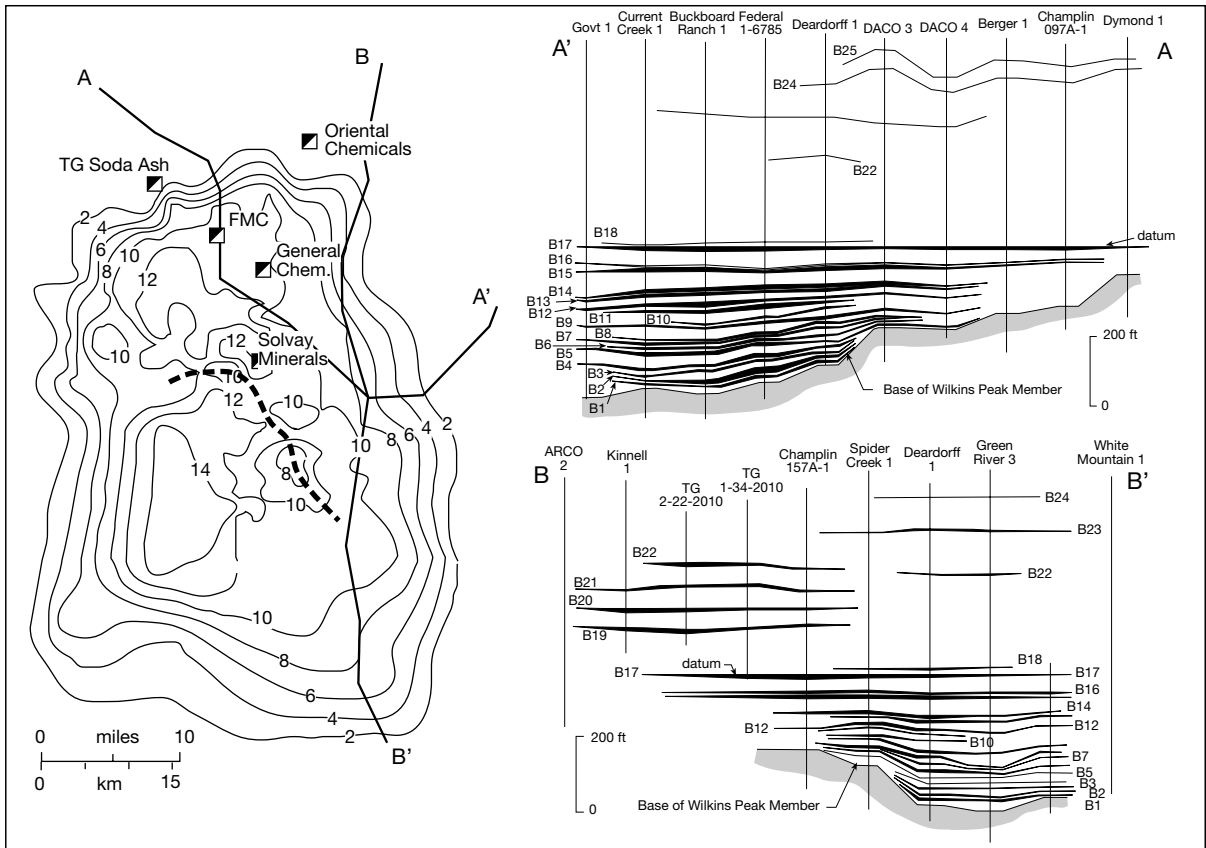 A
B
Oriental
Chemicals
TG Soda Ash
2
4
6
8
10
12
FMC
General
Chem.
A'
12
Solvay
Minerals
10
10
12
10
10
8
6
4
2
14
8
10
10
8
6
4
2
B'
0 miles 10
0 km 15
Govt 1
Current
Creek 1
Buckboard
Ranch 1
Federal
1-6785
Deardorff 1
DACO 3
DACO 4
Berger 1
Champlin
097A-1
Dymond 1
A'
A
B25
B24
B22
B18
B17
datum
B16
B15
B14
B13
B12
B11
B10
B9
B8
B7
B6
B5
B4
B3
B2
B1
Base of Wilkins Peak Member
200 ft
0
ARCO
2
Kinnell
1
TG
2-22-2010
TG
1-34-2010
Champlin
157A-1
Spider
Creek 1
Deardorff
1
Green
River 3
White
Mountain 1
B
B'
B24
B23
B22
B22
B21
B20
B19
B18
B17
datum
B17
B16
B14
B12
B12
B10
B7
B5
B3
B2
B1
200 ft
0
Base of Wilkins Peak Member